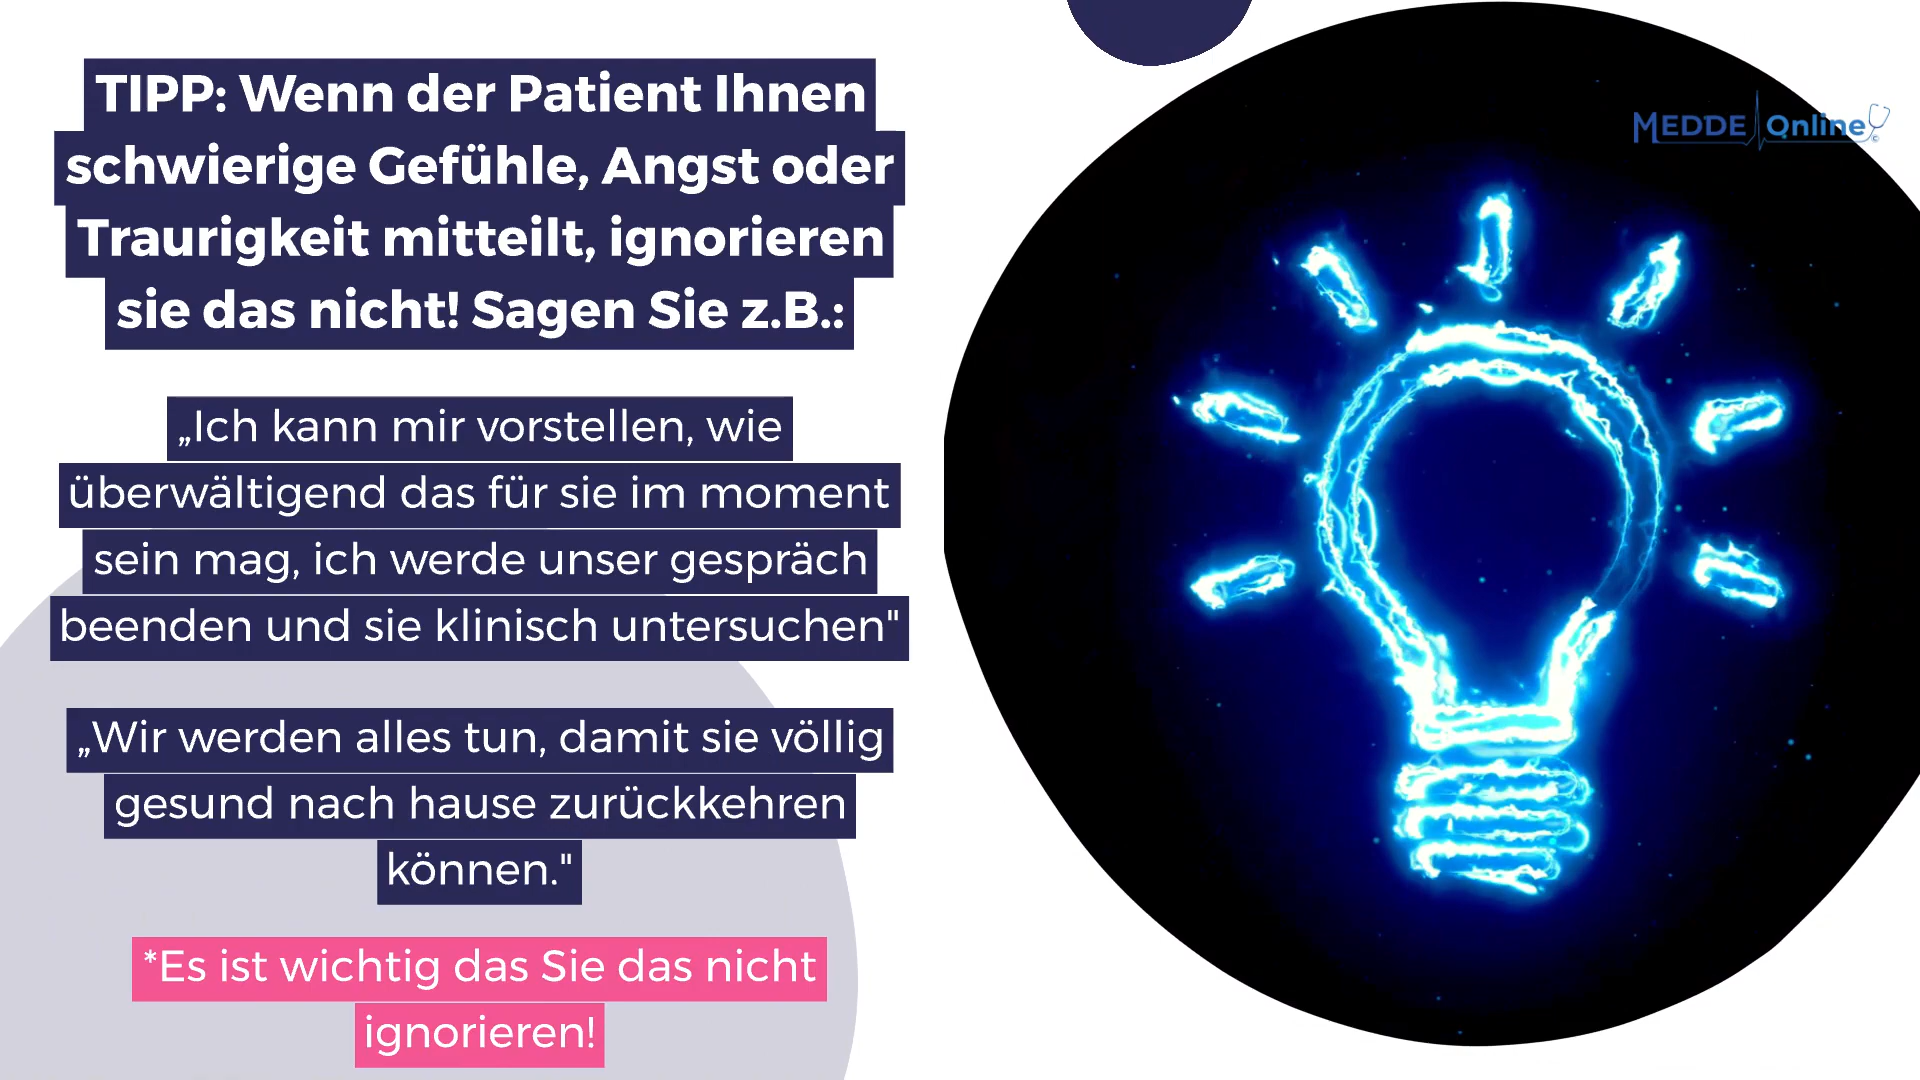 TIPP: Wenn der Patient Ihnen
schwierige Gefühle, Angst oder
Traurigkeit mitteilt, ignorieren
sie das nicht! Sagen Sie z.B.:
„Ich kann mir vorstellen, wie
überwältigend das für sie im moment
sein mag, ich werde unser gespräch
beenden und sie klinisch untersuchen"
„Wir werden alles tun, damit sie völlig
gesund nach hause zurückkehren
können."
*Es ist wichtig das Sie das nicht
ignorieren!
MEDDE Online